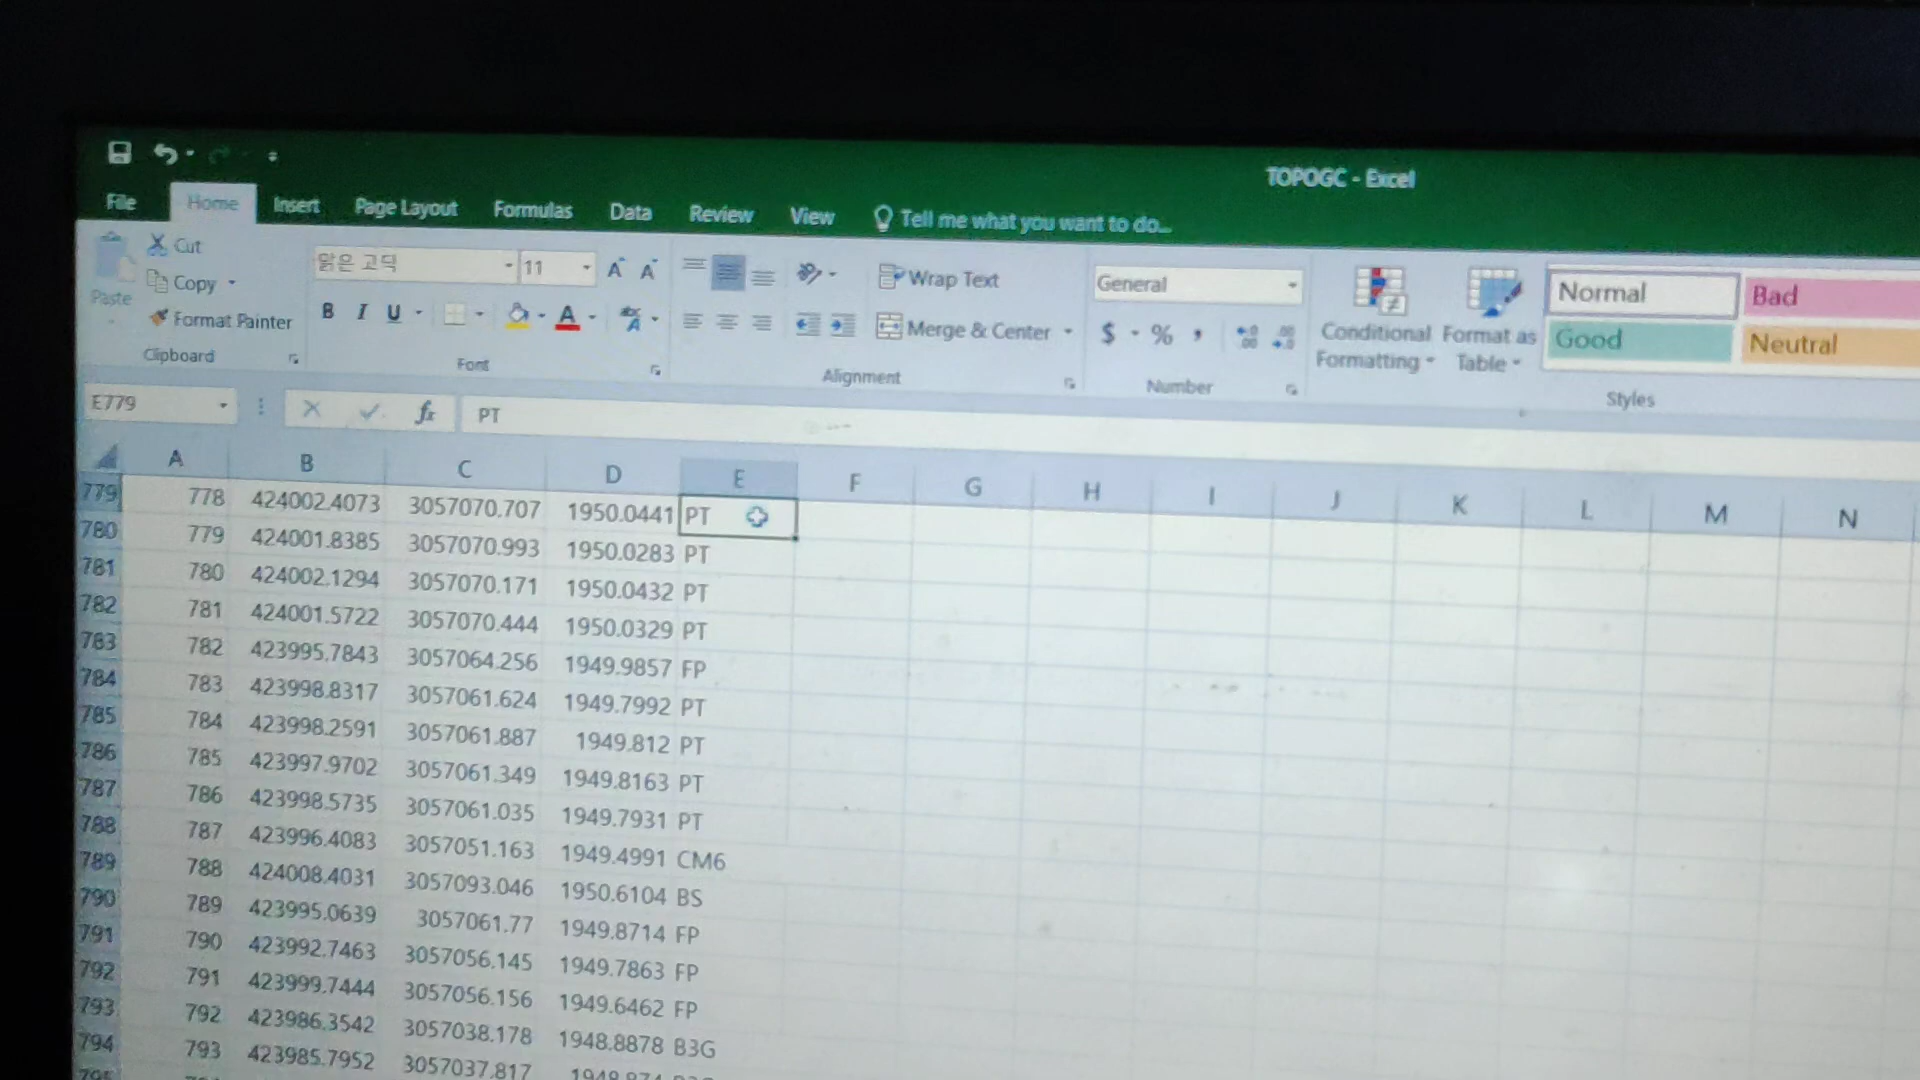 TOPOGC - Excel
File Home Insert Page Layout Formulas Data Review View Tell me what you want to do...
Paste
Cut
Copy
Format Painter
Clipboard
맑은 고딕 11
B I U
Font
Wrap Text
Merge & Center
Alignment
General
$ % ,
Number
Conditional Formatting
Format as Table
Normal Bad
Good Neutral
Styles
E779 fx PT
A B C D E F G H I J K L M N
779 778 424002.4073 3057070.707 1950.0441 PT
780 779 424001.8385 3057070.993 1950.0283 PT
781 780 424002.1294 3057070.171 1950.0432 PT
782 781 424001.5722 3057070.444 1950.0329 PT
783 782 423995.7843 3057064.256 1949.9857 FP
784 783 423998.8317 3057061.624 1949.7992 PT
785 784 423998.2591 3057061.887 1949.812 PT
786 785 423997.9702 3057061.349 1949.8163 PT
787 786 423998.5735 3057061.035 1949.7931 PT
788 787 423996.4083 3057051.163 1949.4991 CM6
789 788 424008.4031 3057093.046 1950.6104 BS
790 789 423995.0639 3057061.77 1949.8714 FP
791 790 423992.7463 3057056.145 1949.7863 FP
792 791 423999.7444 3057056.156 1949.6462 FP
793 792 423986.3542 3057038.178 1948.8878 B3G
794 793 423985.7952 3057037.817